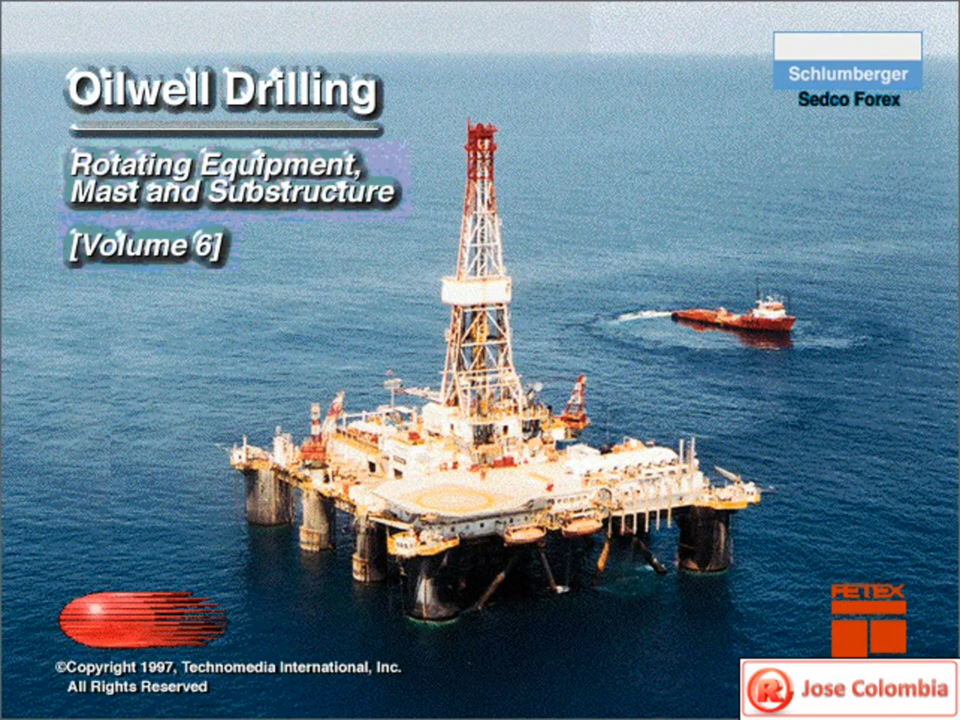 Oilwell Drilling
Rotating Equipment,
Mast and Substructure
[Volume 6]
Schlumberger
Sedco Forex
©Copyright 1997, Technomedia International, Inc.
All Rights Reserved
PETEX
R
Jose Colombia